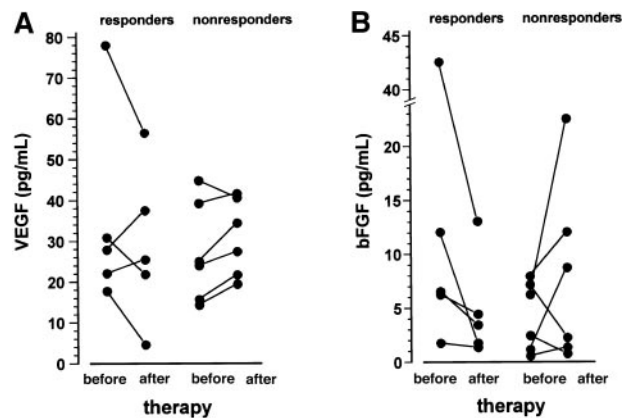 A
responders nonresponders
VEGF (pg/mL)
80
70
60
50
40
30
20
10
0
before after before after
therapy
B
responders nonresponders
bFGF (pg/mL)
45
40
20
15
10
5
0
before after before after
therapy